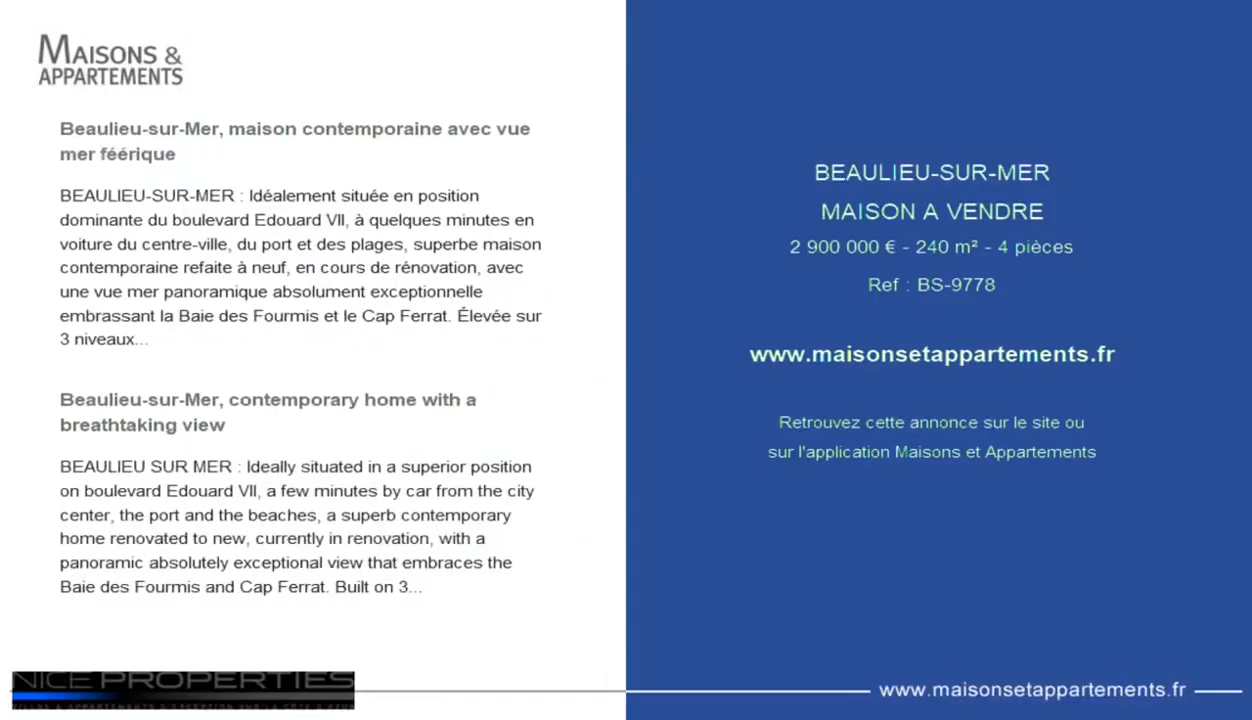 MAISONS &
APPARTEMENTS
Beaulieu-sur-Mer, maison contemporaine avec vue
mer féérique
BEAULIEU-SUR-MER : Idéalement située en position
dominante du boulevard Edouard VII, à quelques minutes en
voiture du centre-ville, du port et des plages, superbe maison
contemporaine refaite à neuf, en cours de rénovation, avec
une vue mer panoramique absolument exceptionnelle
embrassant la Baie des Fourmis et le Cap Ferrat. Élevée sur
3 niveaux...
Beaulieu-sur-Mer, contemporary home with a
breathtaking view
BEAULIEU SUR MER : Ideally situated in a superior position
on boulevard Edouard VII, a few minutes by car from the city
center, the port and the beaches, a superb contemporary
home renovated to new, currently in renovation, with a
panoramic absolutely exceptional view that embraces the
Baie des Fourmis and Cap Ferrat. Built on 3...
NICE PROPERTIES
VILLAS & APPARTEMENTS D'EXCEPTION SUR LA CÔTE D'AZUR
BEAULIEU-SUR-MER
MAISON A VENDRE
2 900 000 € - 240 m² - 4 pièces
Ref : BS-9778
www.maisonsetappartements.fr
Retrouvez cette annonce sur le site ou
sur l'application Maisons et Appartements
www.maisonsetappartements.fr